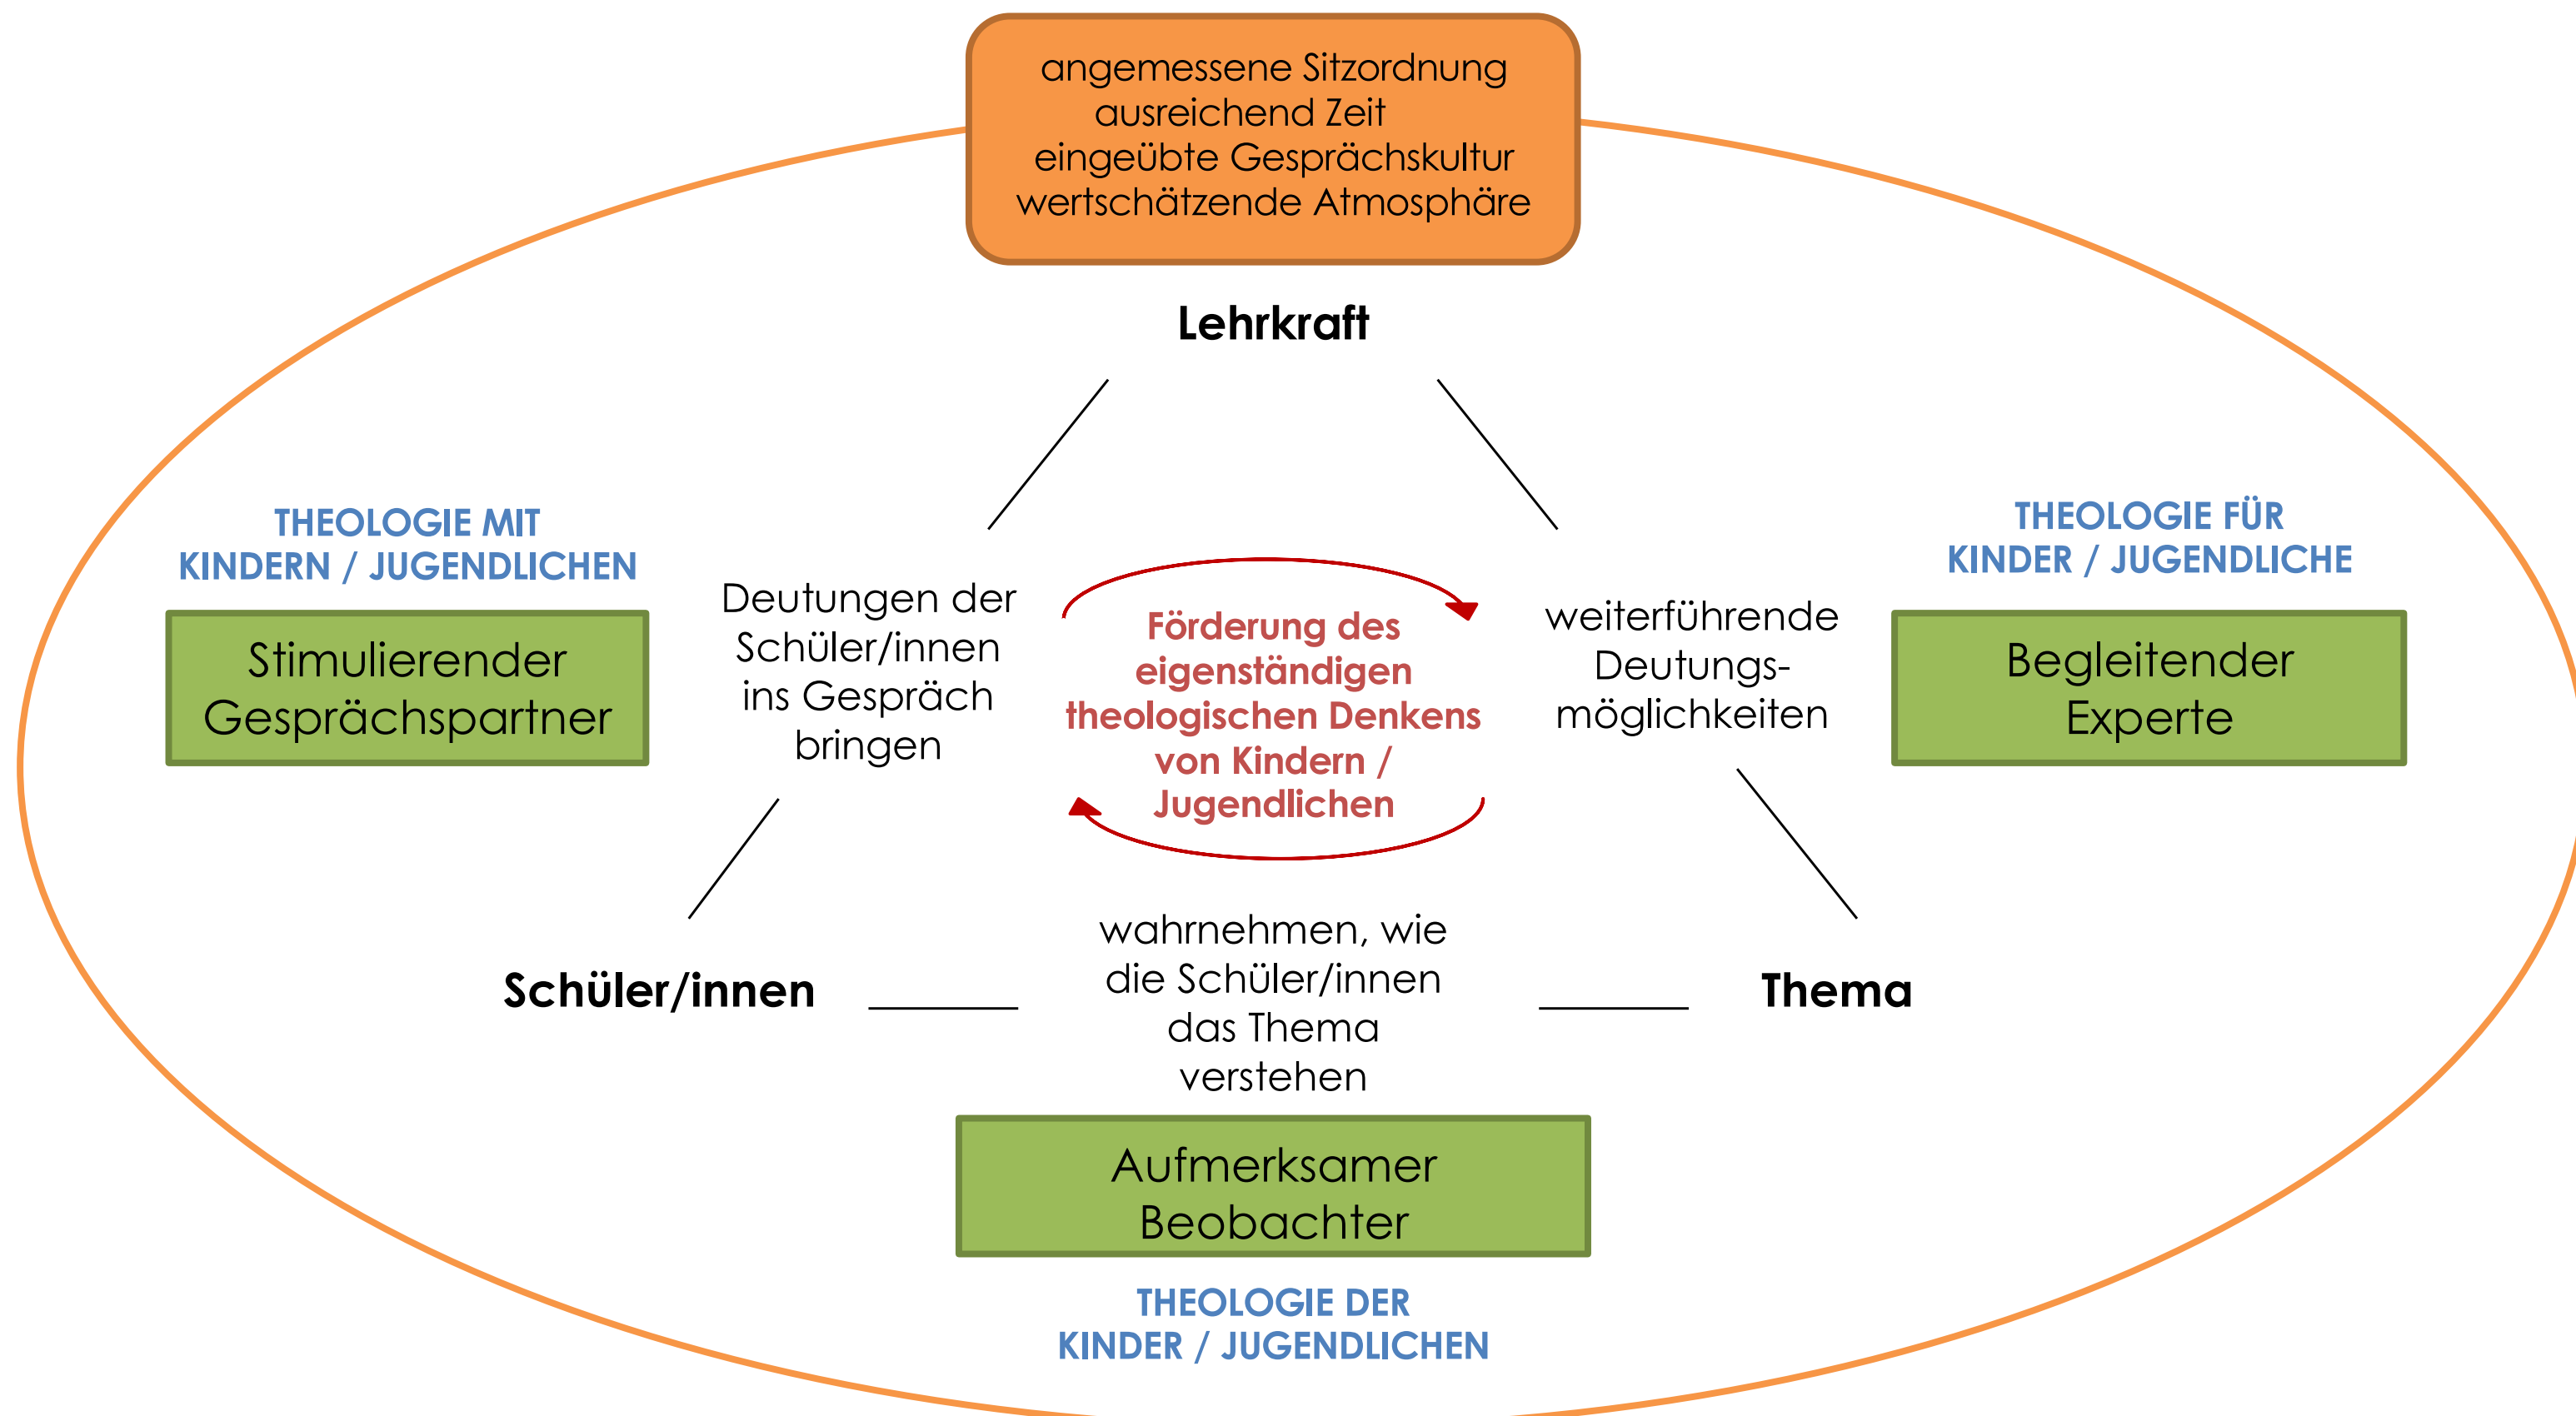 angemessene Sitzordnung
ausreichend Zeit
eingeübte Gesprächskultur
wertschätzende Atmosphäre
Lehrkraft
THEOLOGIE MIT
KINDERN / JUGENDLICHEN
Stimulierender
Gesprächspartner
Deutungen der
Schüler/innen
ins Gespräch
bringen
Förderung des
eigenständigen
theologischen Denkens
von Kindern /
Jugendlichen
weiterführende
Deutungs-
möglichkeiten
THEOLOGIE FÜR
KINDER / JUGENDLICHE
Begleitender
Experte
Schüler/innen
wahrnehmen, wie
die Schüler/innen
das Thema
verstehen
Thema
Aufmerksamer
Beobachter
THEOLOGIE DER
KINDER / JUGENDLICHEN